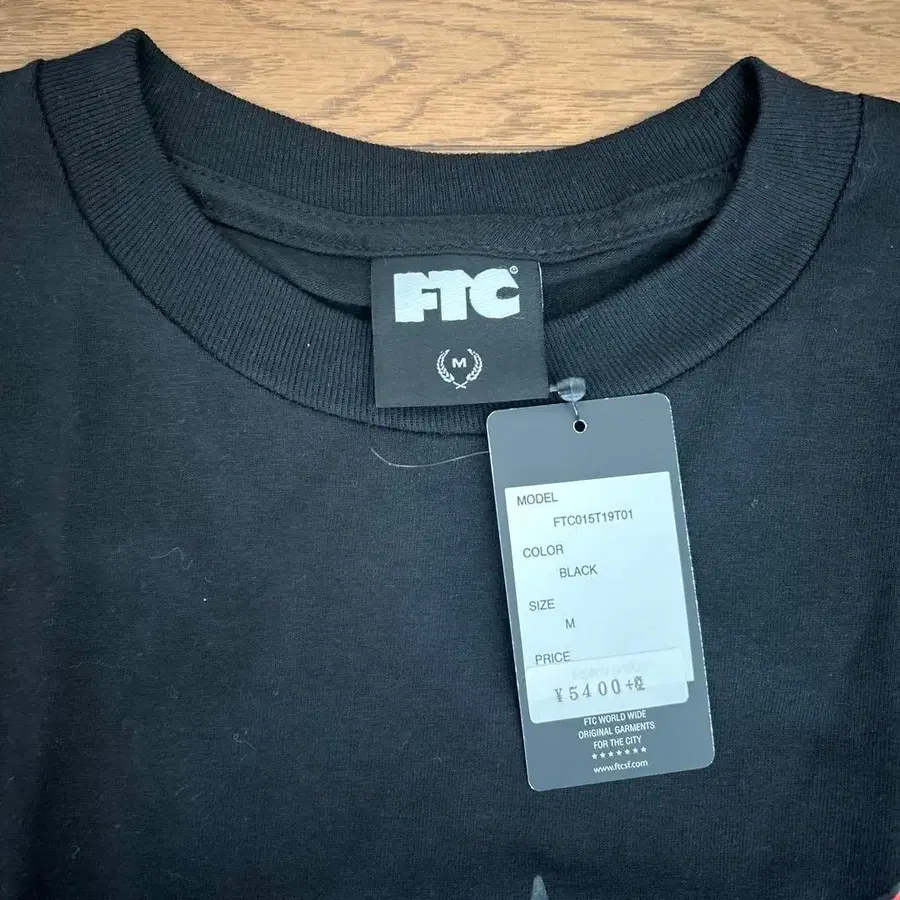 FTC
M
MODEL
FTC015T19T01
COLOR
BLACK
SIZE
M
PRICE
¥5400
FTC WORLD WIDE
ORIGINAL GARMENTS
FOR THE CITY
★★★★★★★
www.ftcsf.com